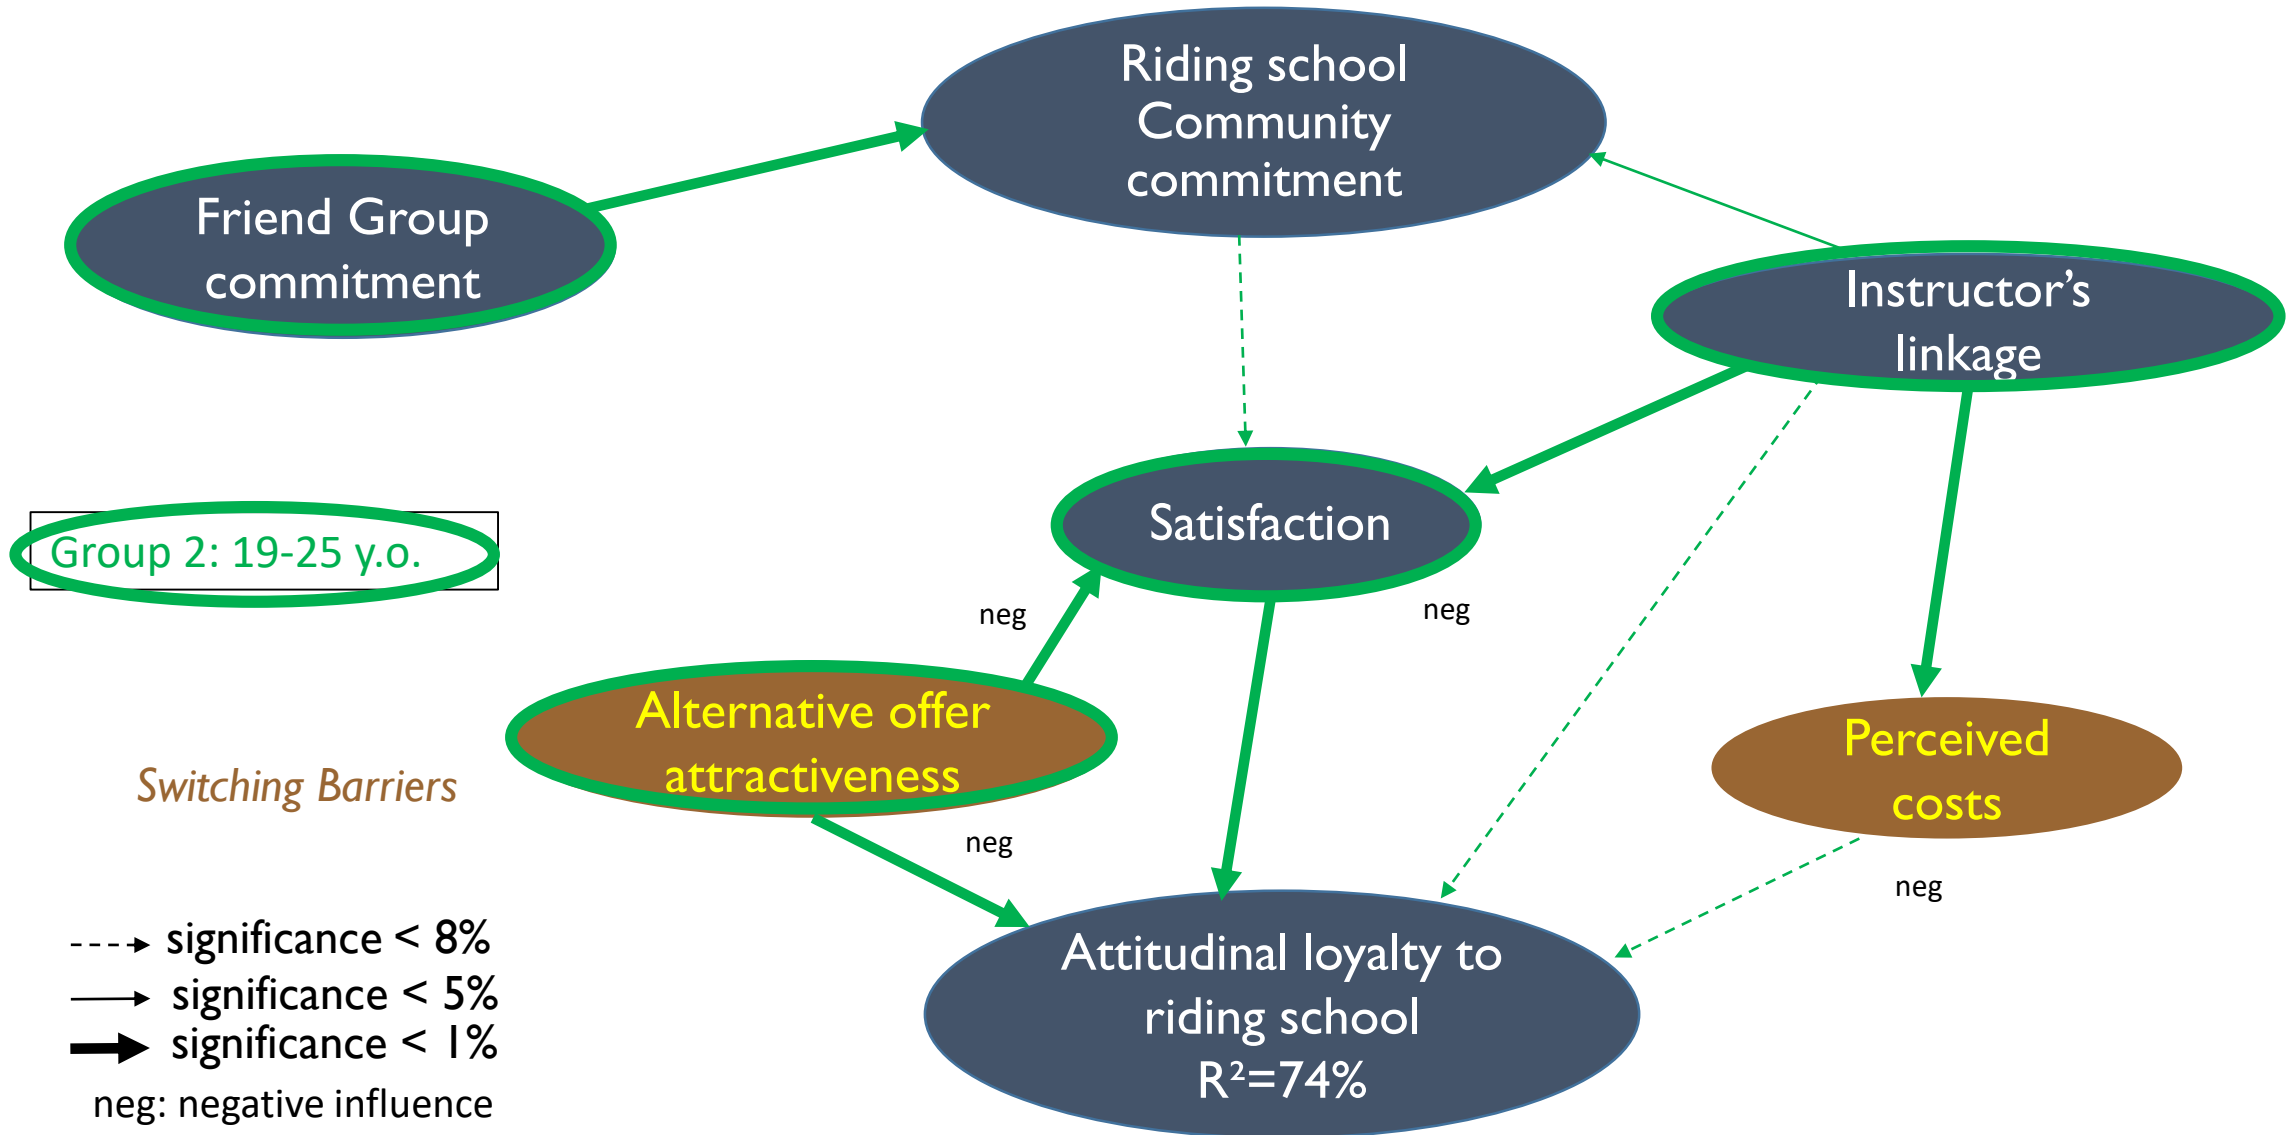 Riding school
Community
commitment
Friend Group
commitment
Instructor’s
linkage
Satisfaction
Group 2: 19-25 y.o.
neg
neg
Alternative offer
attractiveness
Perceived
costs
Switching Barriers
neg
neg
Attitudinal loyalty to
riding school
R²=74%
significance < 8%
significance < 5%
significance < 1%
neg: negative influence